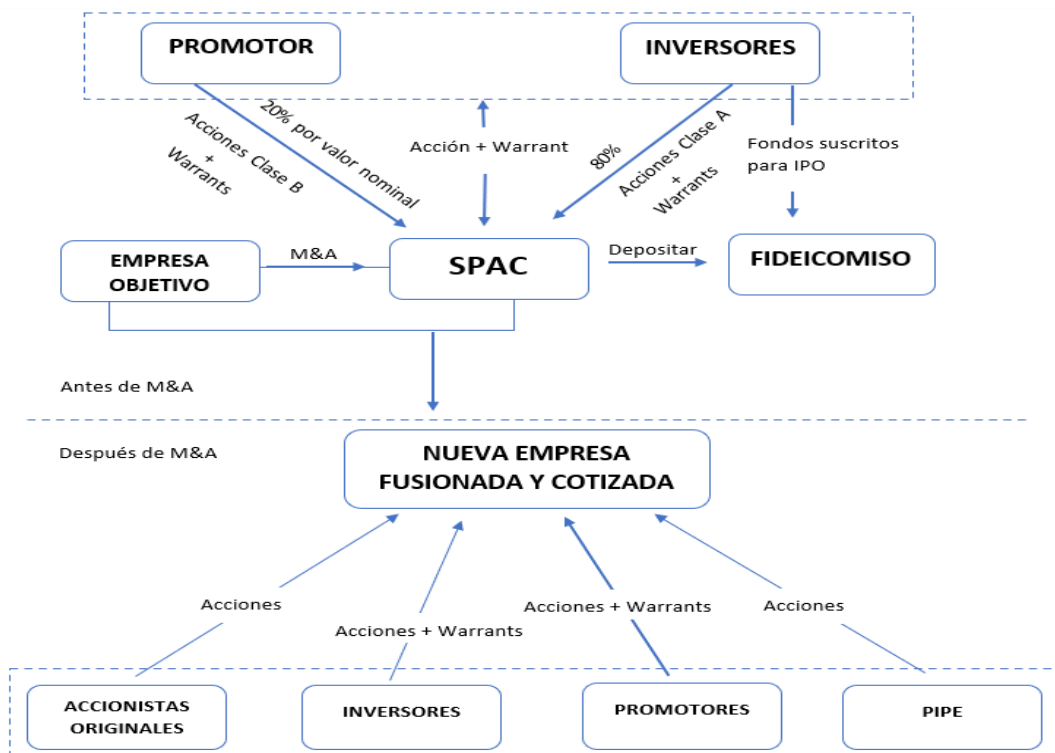 PROMOTOR
INVERSORES
20% por valor nominal
Acciones Clase B
+
Warrants
Acción + Warrant
80%
Acciones Clase A
+
Warrants
Fondos suscritos
para IPO
EMPRESA
OBJETIVO
M&A
SPAC
Depositar
FIDEICOMISO
Antes de M&A
Después de M&A
NUEVA EMPRESA
FUSIONADA Y COTIZADA
Acciones
Acciones + Warrants
Acciones + Warrants
Acciones
ACCIONISTAS
ORIGINALES
INVERSORES
PROMOTORES
PIPE